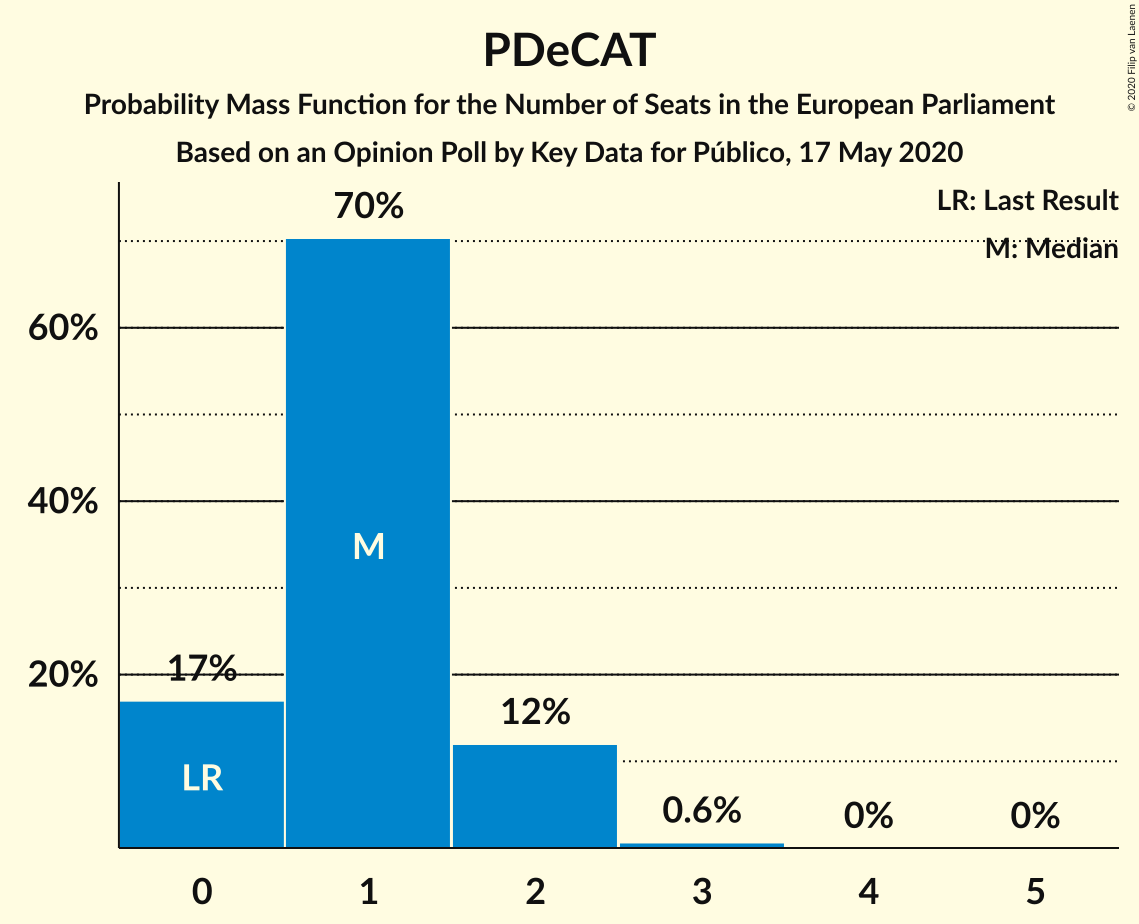 PDeCAT
Probability Mass Function for the Number of Seats in the European Parliament
Based on an Opinion Poll by Key Data for Público, 17 May 2020
© 2020 Filip van Laenen
LR: Last Result
M: Median
70%
60%
40%
M
20%
17%
12%
LR
0.6%
0%
0%
0
1
2
3
4
5